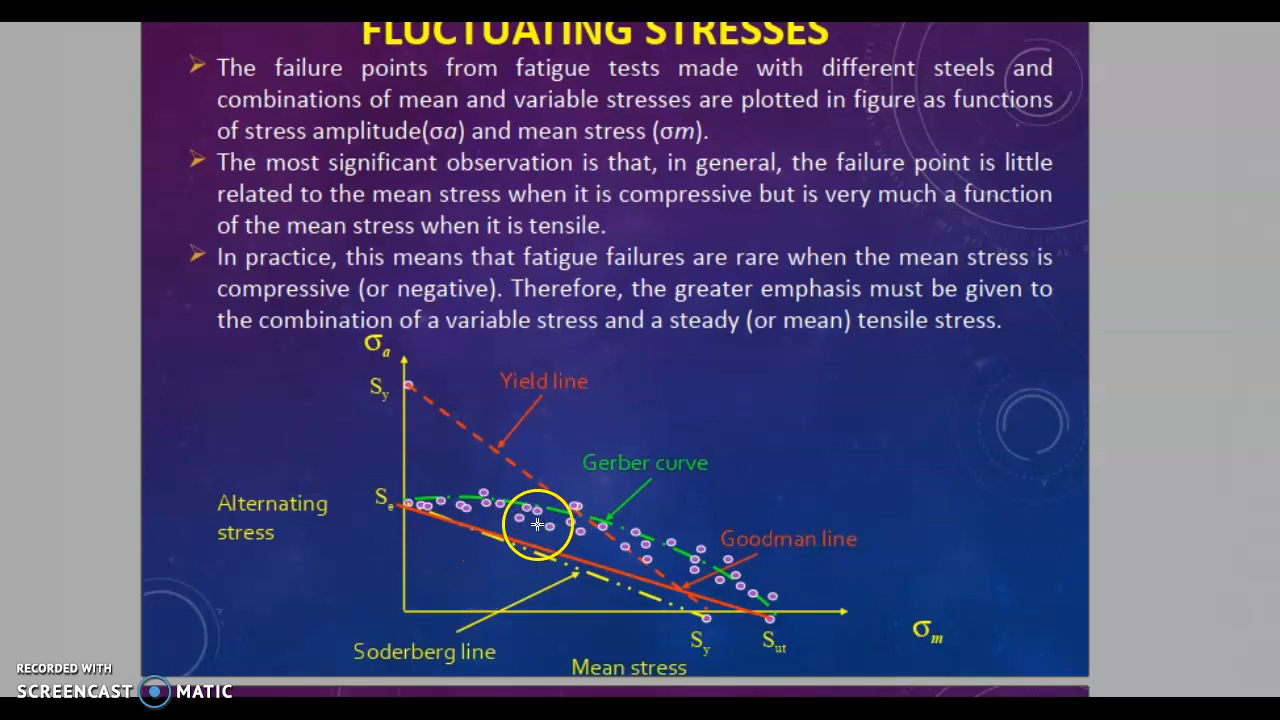 FLUCTUATING STRESSES
➢ The failure points from fatigue tests made with different steels and
combinations of mean and variable stresses are plotted in figure as functions
of stress amplitude(σa) and mean stress (σm).
➢ The most significant observation is that, in general, the failure point is little
related to the mean stress when it is compressive but is very much a function
of the mean stress when it is tensile.
➢ In practice, this means that fatigue failures are rare when the mean stress is
compressive (or negative). Therefore, the greater emphasis must be given to
the combination of a variable stress and a steady (or mean) tensile stress.
σa
Sy
Yield line
Gerber curve
Se
Alternating
stress
Goodman line
σm
Sy
Sut
Soderberg line
Mean stress
RECORDED WITH
SCREENCAST MATIC